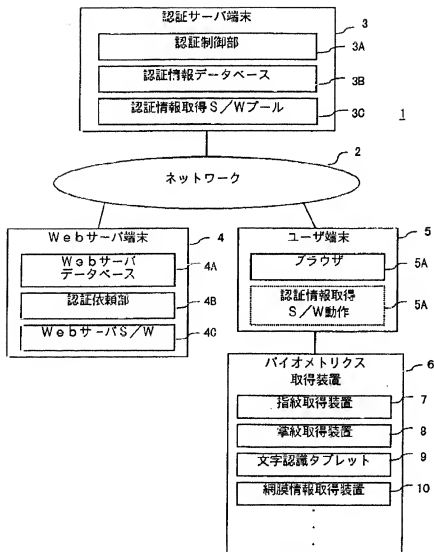 認証サーバ端末
3
認証制御部
3A
認証情報データベース
3B
認証情報取得S/Wプール
3C
1
2
ネットワーク
Webサーバ端末
4
Webサーバ
データベース
4A
認証依頼部
4B
WebサーバS/W
4C
ユーザ端末
5
ブラウザ
5A
認証情報取得
S/W動作
5A
バイオメトリクス
取得装置
6
指紋取得装置
7
掌紋取得装置
8
文字認識タブレット
9
網膜情報取得装置
10